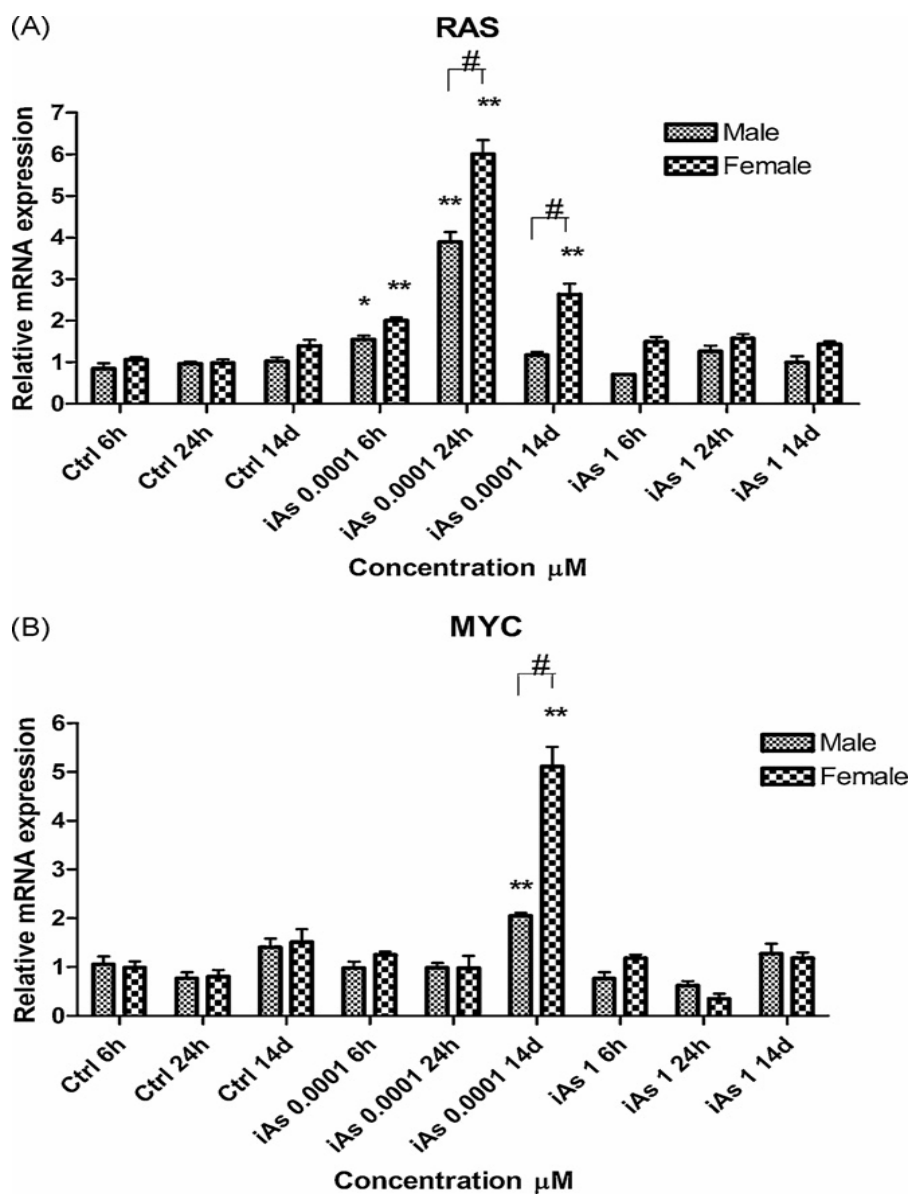 (A)
RAS
#
**
7
6
5
4
3
2
1
0
Relative mRNA expression
Male
Female
**
#
**
*
**
Ctrl 6h
Ctrl 24h
Ctrl 14d
iAs 0.0001 6h
iAs 0.0001 24h
iAs 0.0001 14d
iAs 1 6h
iAs 1 24h
iAs 1 14d
Concentration μM
(B)
MYC
#
**
6
5
4
3
2
1
0
Relative mRNA expression
Male
Female
**
Ctrl 6h
Ctrl 24h
Ctrl 14d
iAs 0.0001 6h
iAs 0.0001 24h
iAs 0.0001 14d
iAs 1 6h
iAs 1 24h
iAs 1 14d
Concentration μM